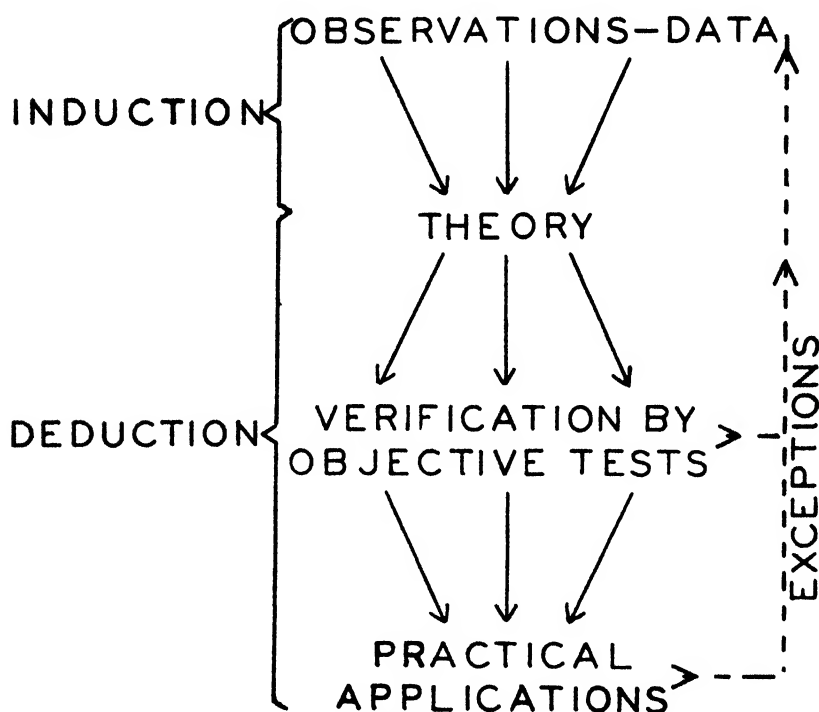 OBSERVATIONS–DATA
INDUCTION
THEORY
DEDUCTION
VERIFICATION BY
OBJECTIVE TESTS
EXCEPTIONS
PRACTICAL
APPLICATIONS